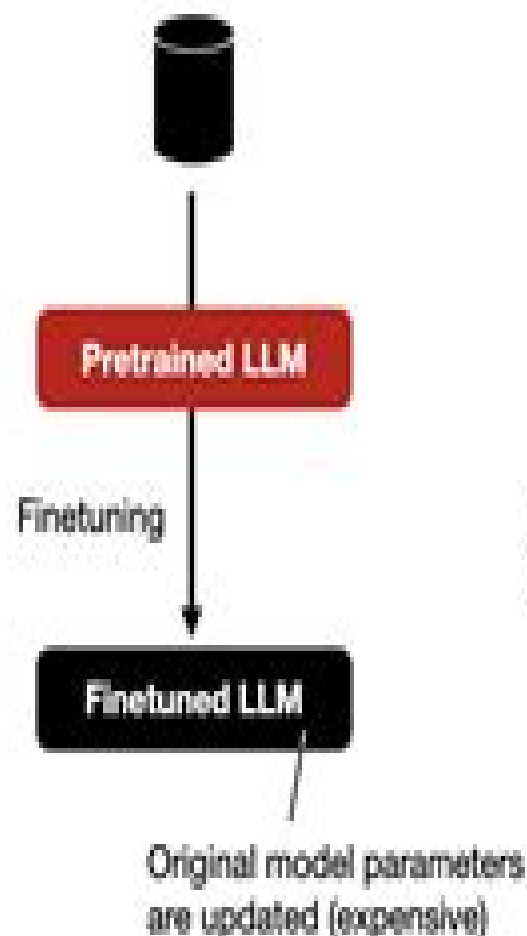 Pretrained LLM
Finetuning
Finetuned LLM
Original model parameters
are updated (expensive)